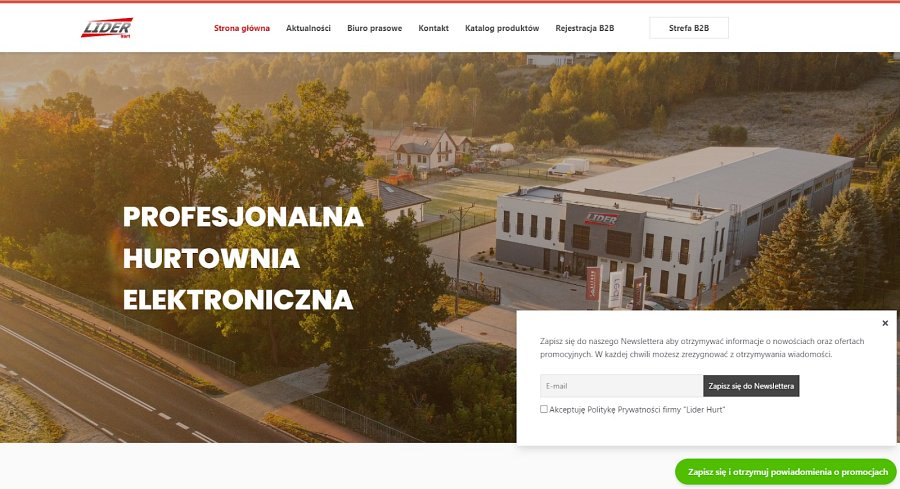 LIDER
Hurt
Strona główna
Aktualności
Biuro prasowe
Kontakt
Katalog produktów
Rejestracja B2B
Strefa B2B
PROFESJONALNA
HURTOWNIA
ELEKTRONICZNA
LIDER
×
Zapisz się do naszego Newslettera aby otrzymywać informacje o nowościach oraz ofertach
promocyjnych. W każdej chwili możesz zrezygnować z otrzymywania wiadomości.
E-mail
Zapisz się do Newslettera
Akceptuję Politykę Prywatności firmy "Lider Hurt"
Zapisz się i otrzymuj powiadomienia o promocjach